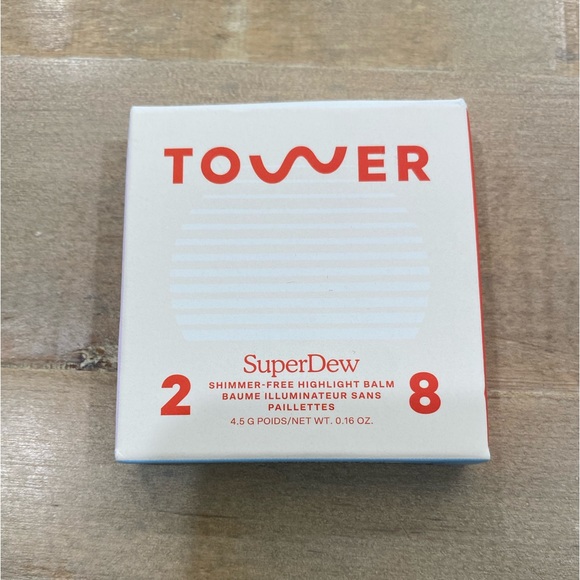 TOWER
SuperDew
2 SHIMMER-FREE HIGHLIGHT BALM 8
BAUME ILLUMINATEUR SANS
PAILLETTES
4.5 G POIDS/NET WT. 0.16 OZ.